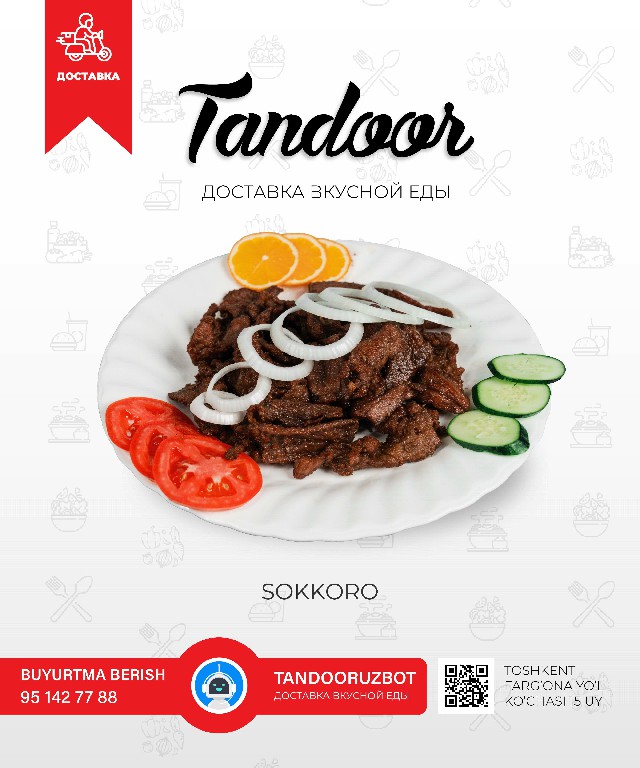 ДОСТАВКА
Tandoor
ДОСТАВКА ВКУСНОЙ ЕДЫ
SOKKORO
BUYURTMA BERISH
95 142 77 88
TANDOORUZBOT
ДОСТАВКА ВКУСНОЙ ЕДЫ
TOSHKENT
FARG'ONA YO'L
KO'CHASI 5 UY